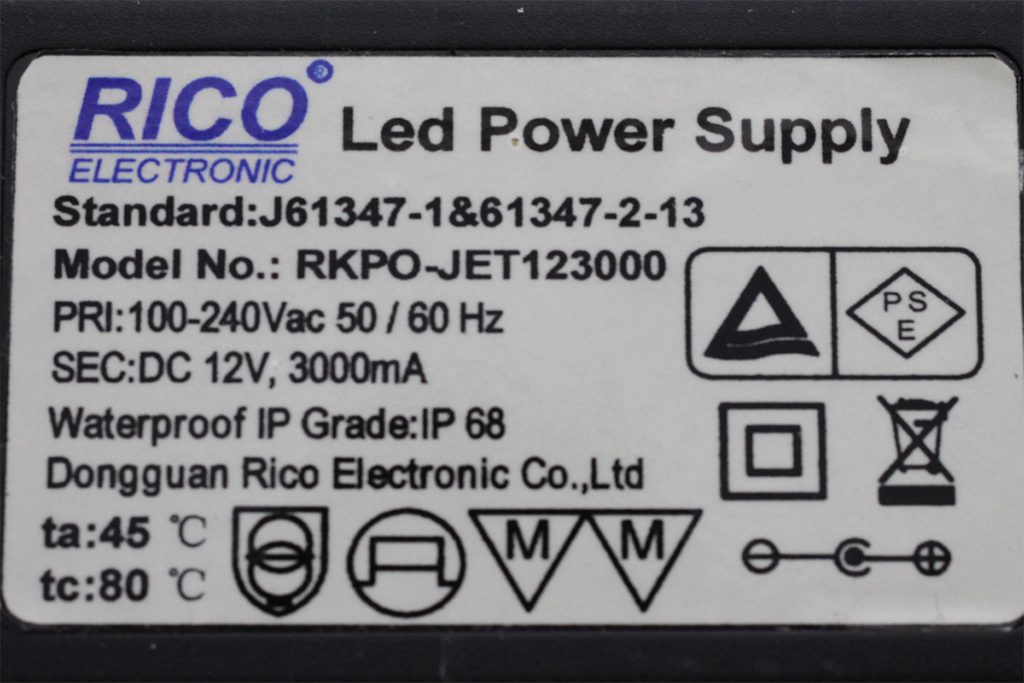 RICO®
ELECTRONIC
Led Power Supply
Standard:J61347-1&61347-2-13
Model No.: RKPO-JET123000
PRI:100-240Vac 50 / 60 Hz
SEC:DC 12V, 3000mA
PS
E
Waterproof IP Grade:IP 68
Dongguan Rico Electronic Co.,Ltd
ta:45 ℃
tc:80 ℃
M M